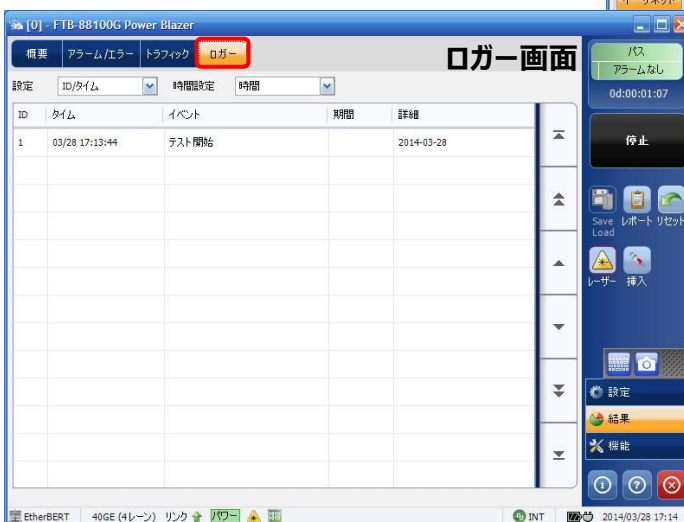 イーサネット
[0] - FTB-88100G Power Blazer
概要 アラーム/エラー トラフィック ロガー
ロガー画面
設定 ID/タイム 時間設定 時間
ID タイム イベント 期間 詳細
1 03/28 17:13:44 テスト開始 2014-03-28
パス
アラームなし
0d:00:01:07
停止
Save
Load
レポート リセット
レーザー 挿入
設定
結果
機能
EtherBERT 40GE (4レーン) リンク パワー INT 2014/03/28 17:14